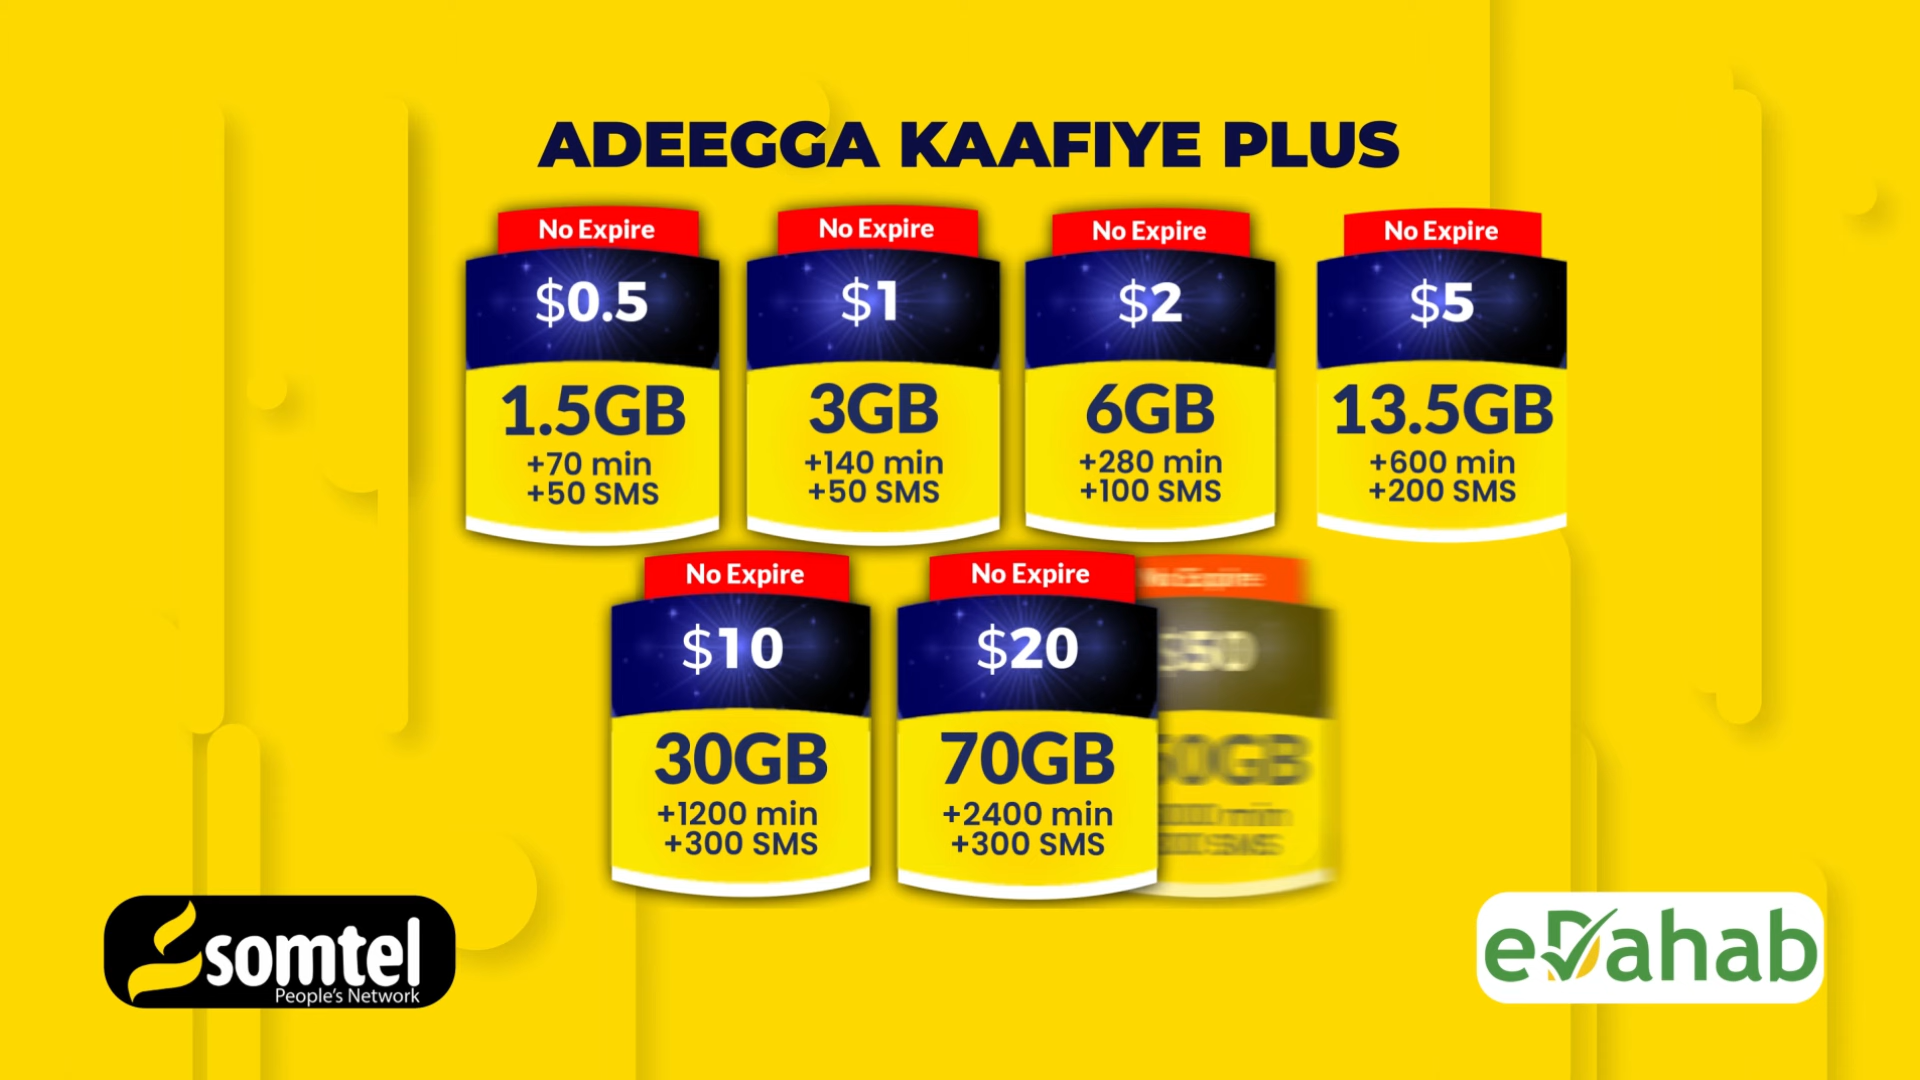 ADEEGGA KAAFIYE PLUS
No Expire
$0.5
1.5GB
+70 min
+50 SMS
No Expire
$1
3GB
+140 min
+50 SMS
No Expire
$2
6GB
+280 min
+100 SMS
No Expire
$5
13.5GB
+600 min
+200 SMS
No Expire
$10
30GB
+1200 min
+300 SMS
No Expire
$20
70GB
+2400 min
+300 SMS
No Expire
$50
somtel
People's Network
eDahab